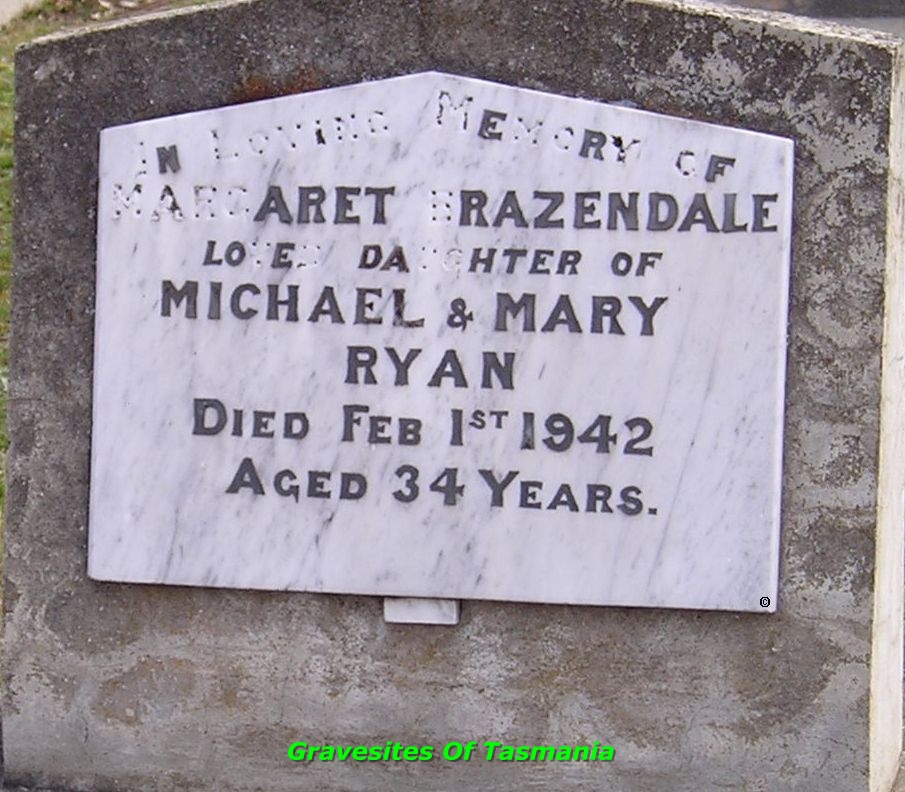 In Loving Memory of
Margaret Brazendale
Loved Daughter of
Michael & Mary
Ryan
Died Feb 1st 1942
Aged 34 Years.
©
Gravesites Of Tasmania